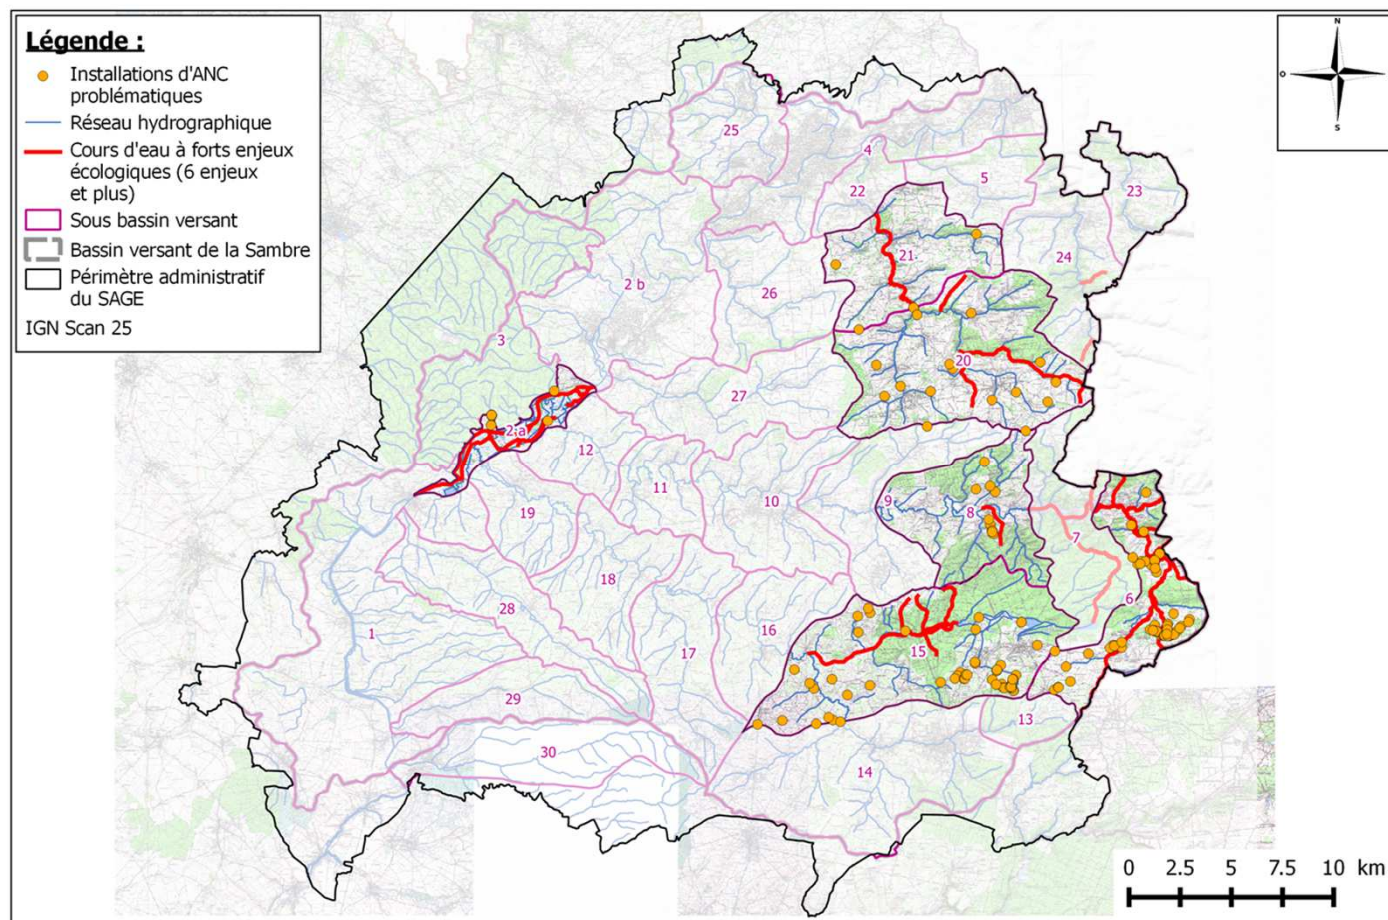 Légende :
Installations d'ANC
problématiques
Réseau hydrographique
Cours d'eau à forts enjeux
écologiques (6 enjeux
et plus)
Sous bassin versant
Bassin versant de la Sambre
Périmètre administratif
du SAGE
IGN Scan 25
N
O
E
S
25
4
5
23
22
21
24
2 b
26
3
20
27
2 a
12
11
10
9
8
19
7
18
6
28
1
16
17
15
29
13
30
14
0 2.5 5 7.5 10 km